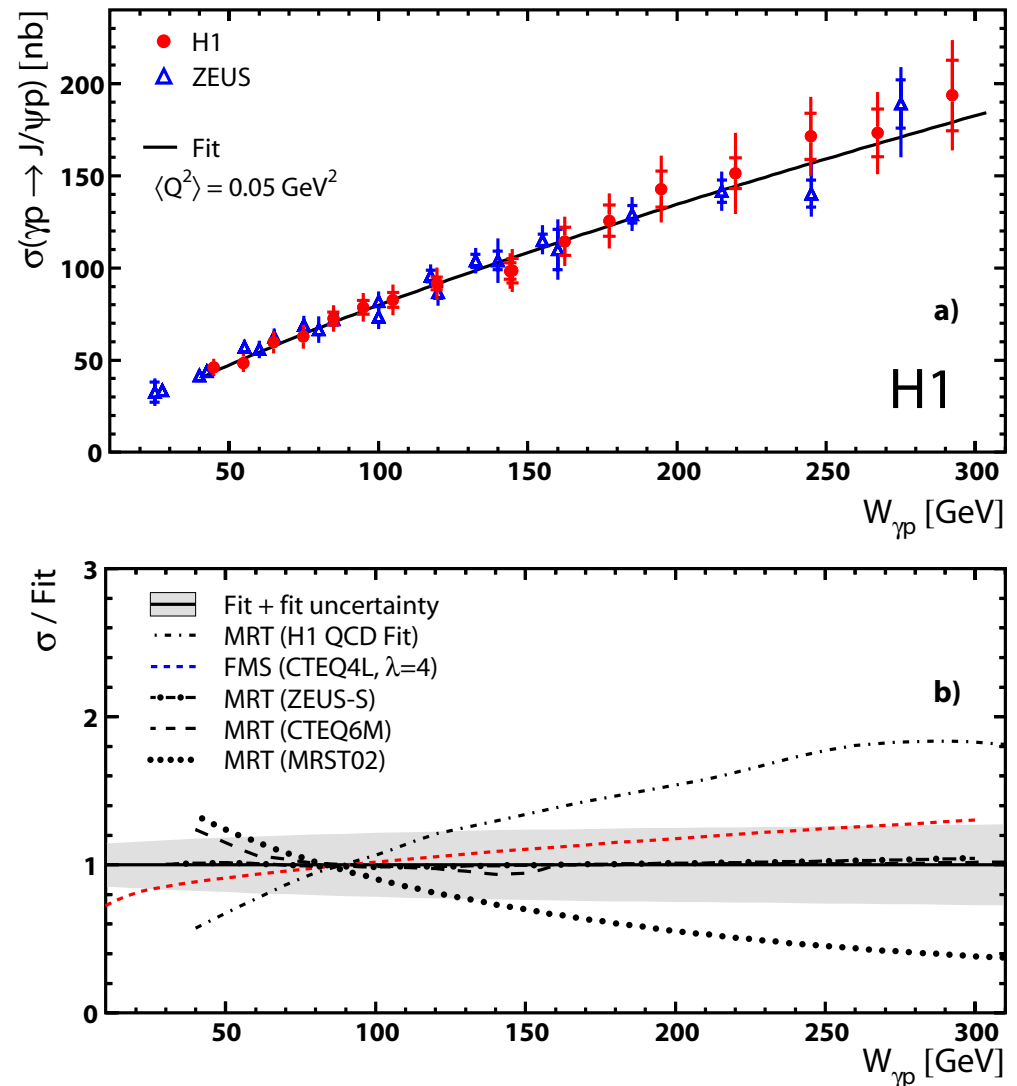 σ(γp → J/ψp) [nb]
H1
ZEUS
Fit
⟨Q²⟩ = 0.05 GeV²
200
150
100
50
0
a)
H1
50 100 150 200 250 300
Wγp [GeV]
σ / Fit
3
2
1
0
Fit + fit uncertainty
MRT (H1 QCD Fit)
FMS (CTEQ4L, λ=4)
MRT (ZEUS-S)
MRT (CTEQ6M)
MRT (MRST02)
b)
50 100 150 200 250 300
Wγp [GeV]